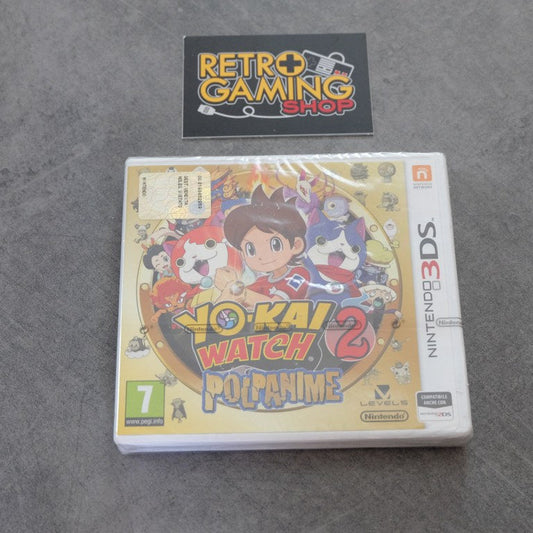 RETRO
GAMING
SHOP
NINTENDO 3DS
YO-KAI
WATCH 2
POLPANIME
7
www.pegi.info
LEVEL5
Nintendo
COMPATIBILE
ANCHE CON
NINTENDO 2DS